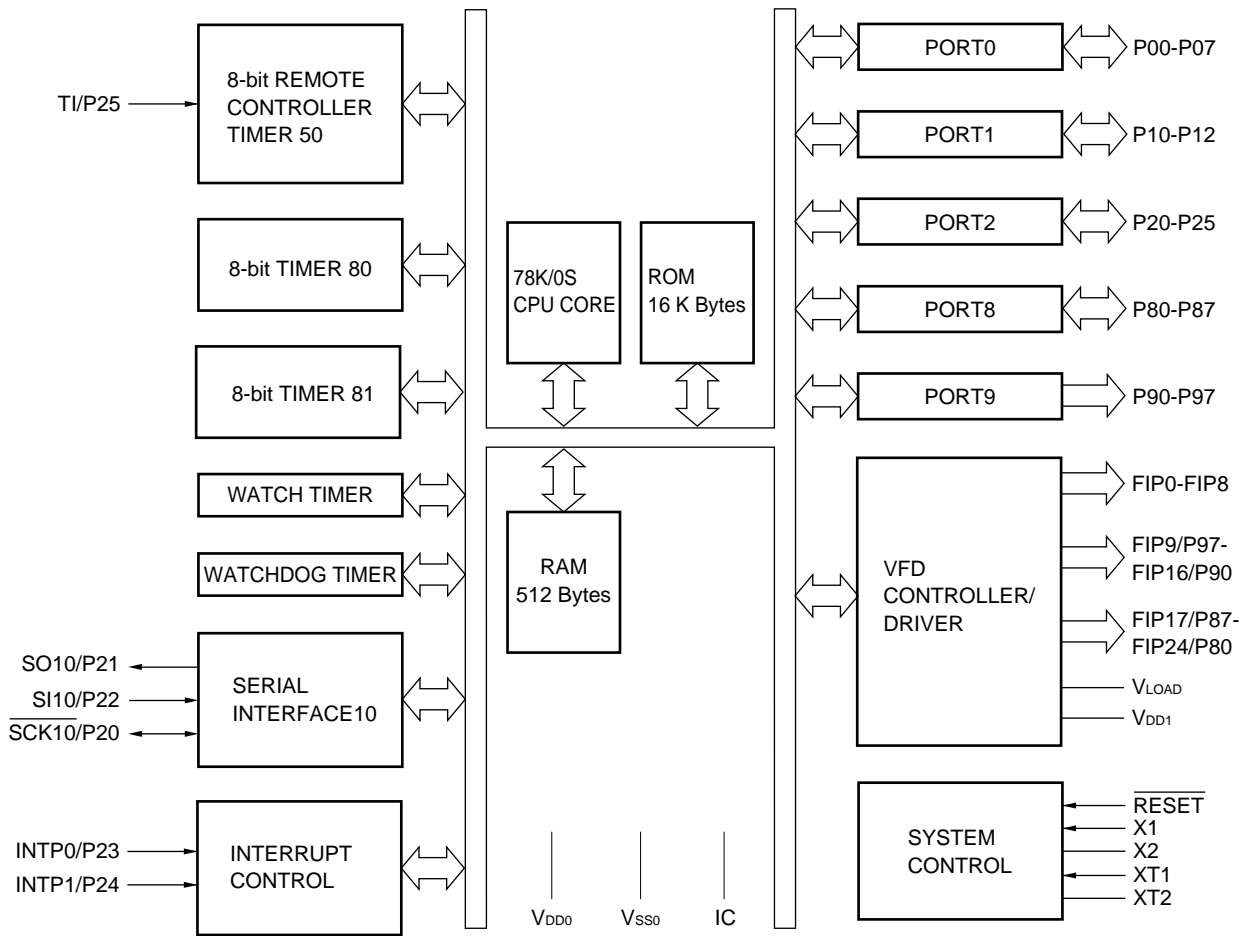 TI/P25
8-bit REMOTE
CONTROLLER
TIMER 50
8-bit TIMER 80
8-bit TIMER 81
WATCH TIMER
WATCHDOG TIMER
SO10/P21
SI10/P22
SCK10/P20
SERIAL
INTERFACE10
INTP0/P23
INTP1/P24
INTERRUPT
CONTROL
78K/0S
CPU CORE
ROM
16 K Bytes
RAM
512 Bytes
VDD0
VSS0
IC
PORT0
P00-P07
PORT1
P10-P12
PORT2
P20-P25
PORT8
P80-P87
PORT9
P90-P97
VFD
CONTROLLER/
DRIVER
FIP0-FIP8
FIP9/P97-
FIP16/P90
FIP17/P87-
FIP24/P80
VLOAD
VDD1
SYSTEM
CONTROL
RESET
X1
X2
XT1
XT2